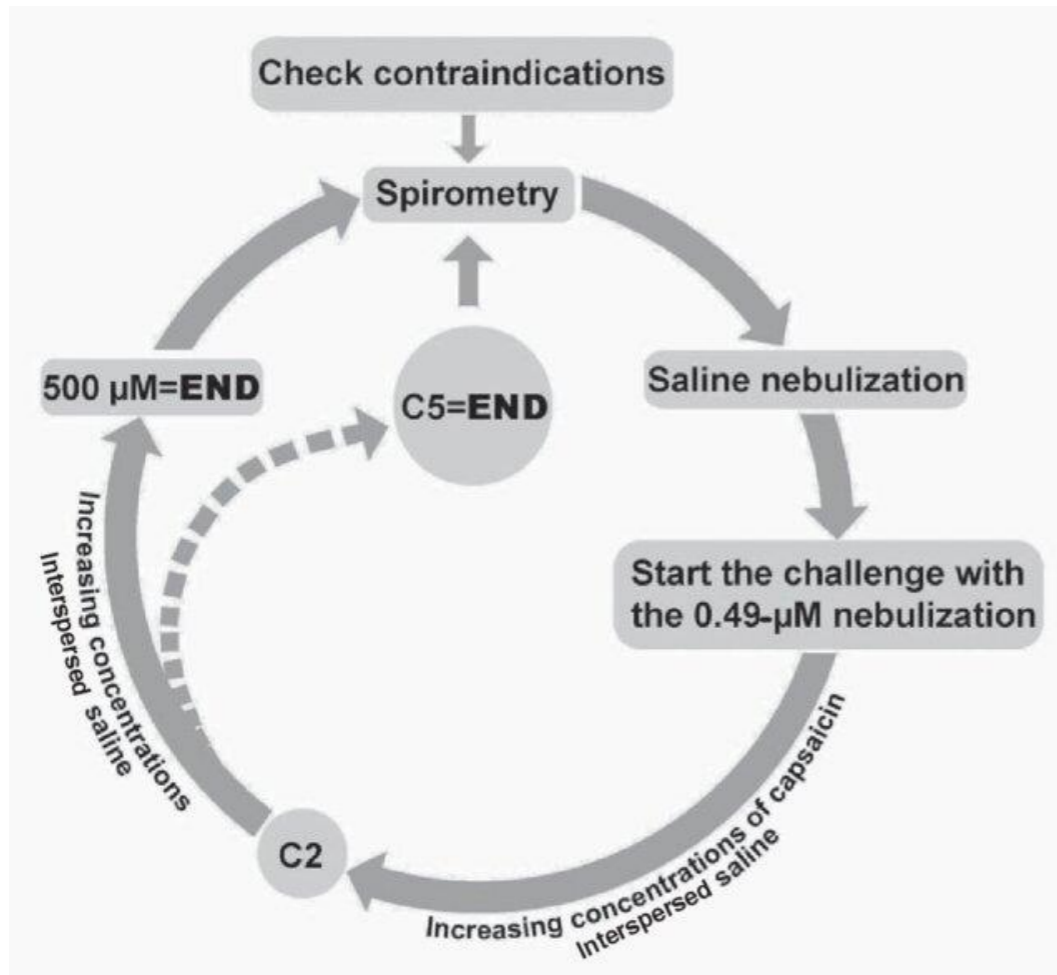 Check contraindications
Spirometry
Saline nebulization
Start the challenge with
the 0.49-µM nebulization
Increasing concentrations of capsaicin
Interspersed saline
C2
Increasing concentrations
Interspersed saline
500 µM=END
C5=END